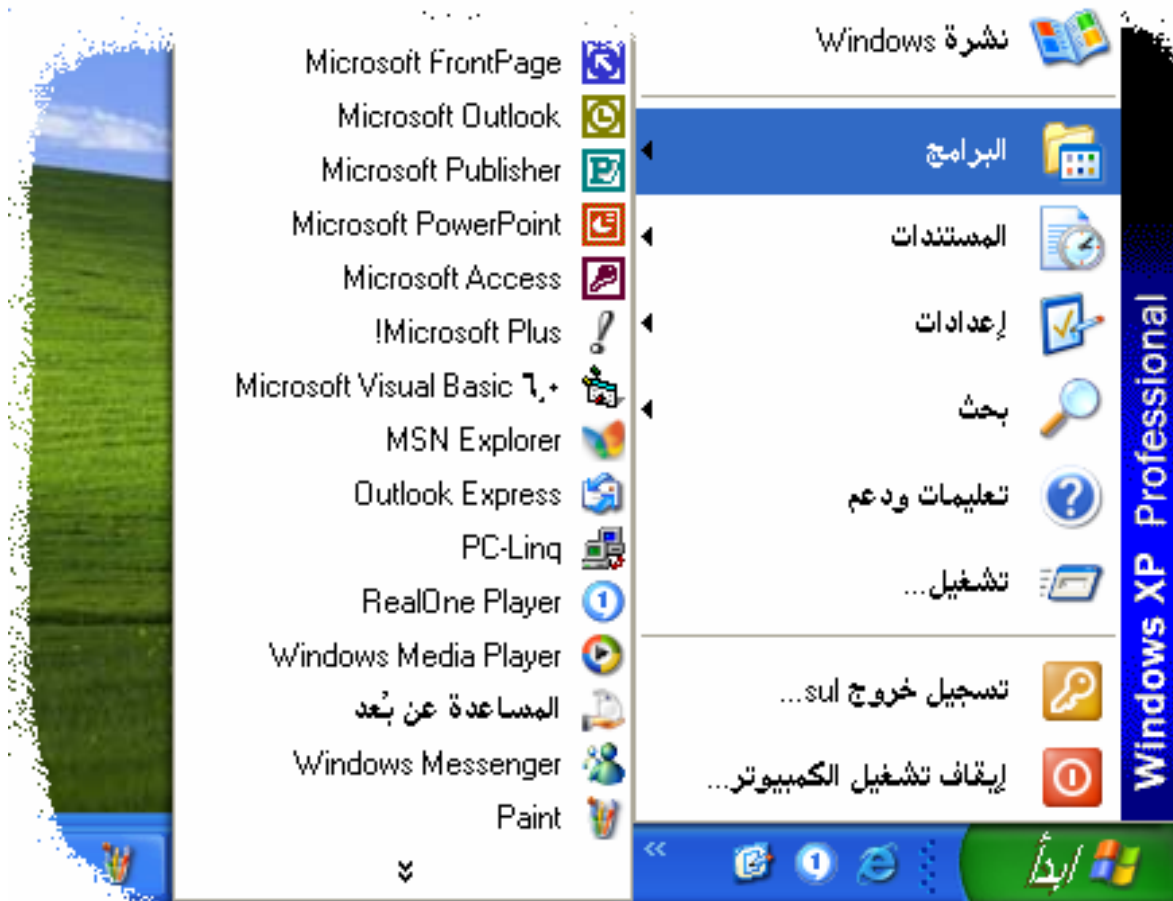 نشرة Windows
البرامج
المستندات
إعدادات
بحث
تعليمات ودعم
تشغيل...
تسجيل خروج sul...
إيقاف تشغيل الكمبيوتر...
Windows XP Professional
Microsoft FrontPage
Microsoft Outlook
Microsoft Publisher
Microsoft PowerPoint
Microsoft Access
!Microsoft Plus
Microsoft Visual Basic ٦,٠
MSN Explorer
Outlook Express
PC-Linq
RealOne Player
Windows Media Player
المساعدة عن بُعد
Windows Messenger
Paint
ابدأ